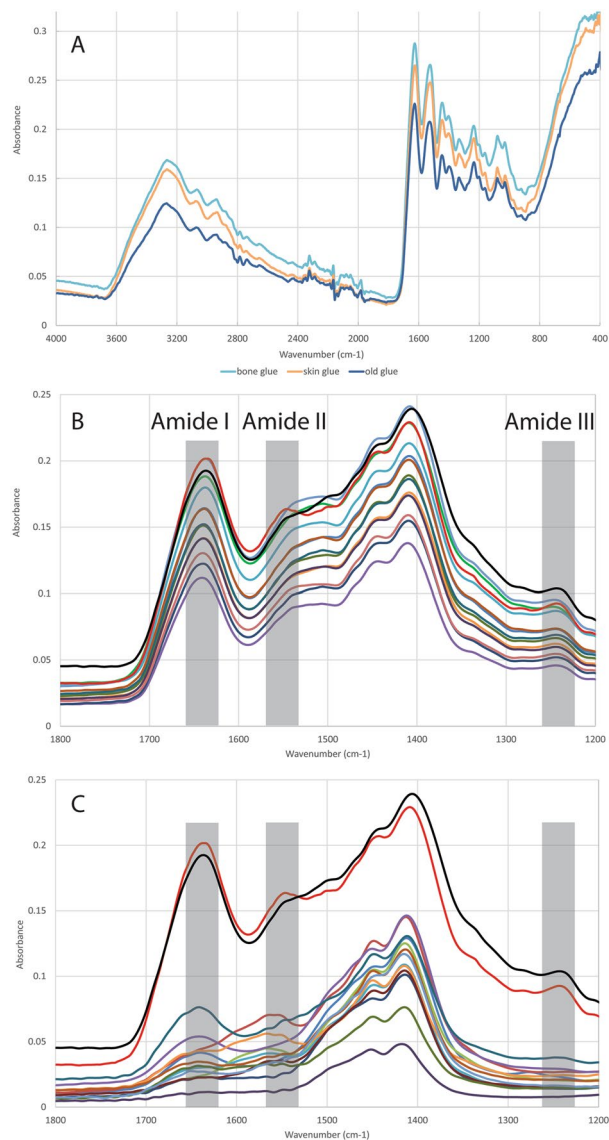 A
0.3
0.25
0.2
0.15
0.1
0.05
0
Absorbance
4000 3600 3200 2800 2400 2000 1600 1200 800 400
Wavenumber (cm-1)
bone glue skin glue old glue
B
Amide I Amide II Amide III
0.25
0.2
0.15
0.1
0.05
0
Absorbance
1800 1700 1600 1500 1400 1300 1200
Wavenumber (cm-1)
C
0.25
0.2
0.15
0.1
0.05
0
Absorbance
1800 1700 1600 1500 1400 1300 1200
Wavenumber (cm-1)